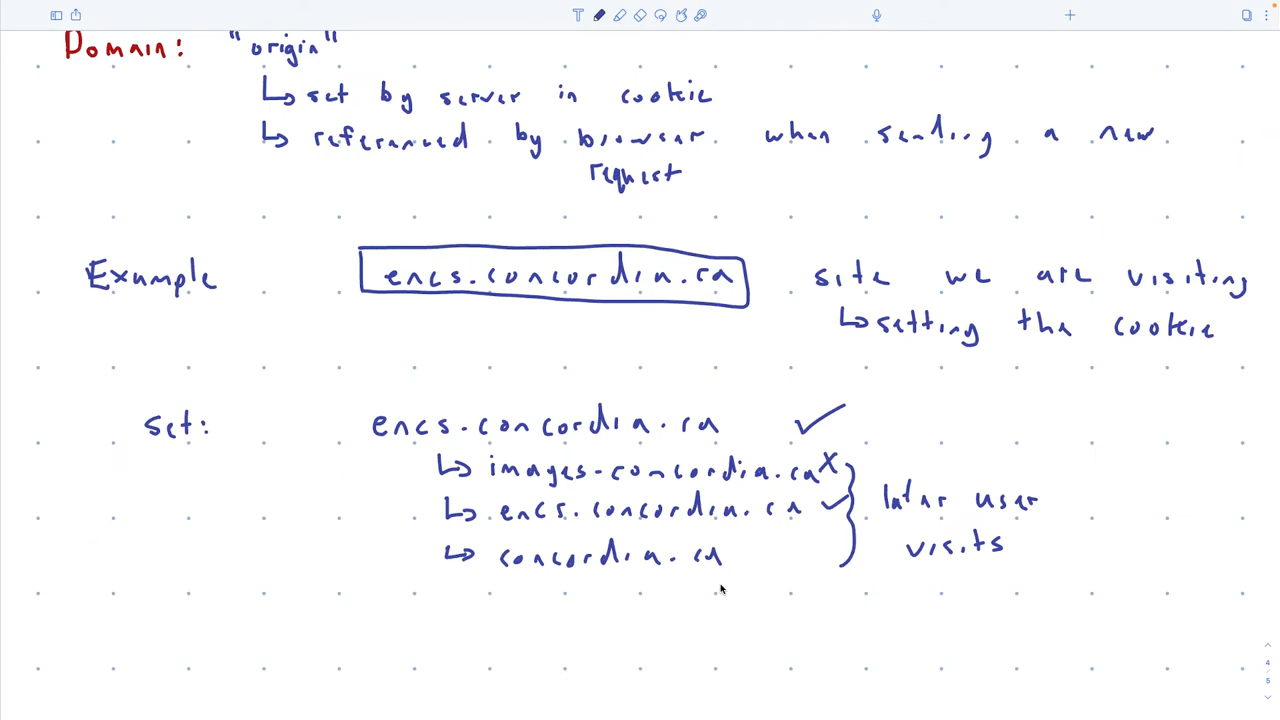 Domain: "origin"
↳ set by server in cookie
↳ referenced by browser when sending a new
request
Example encs.concordia.ca site we are visiting
↳ setting the cookie
set: encs.concordia.ca ✓
↳ images.concordia.ca X
↳ encs.concordia.ca ✓
later user
↳ concordia.ca
visits
4
5